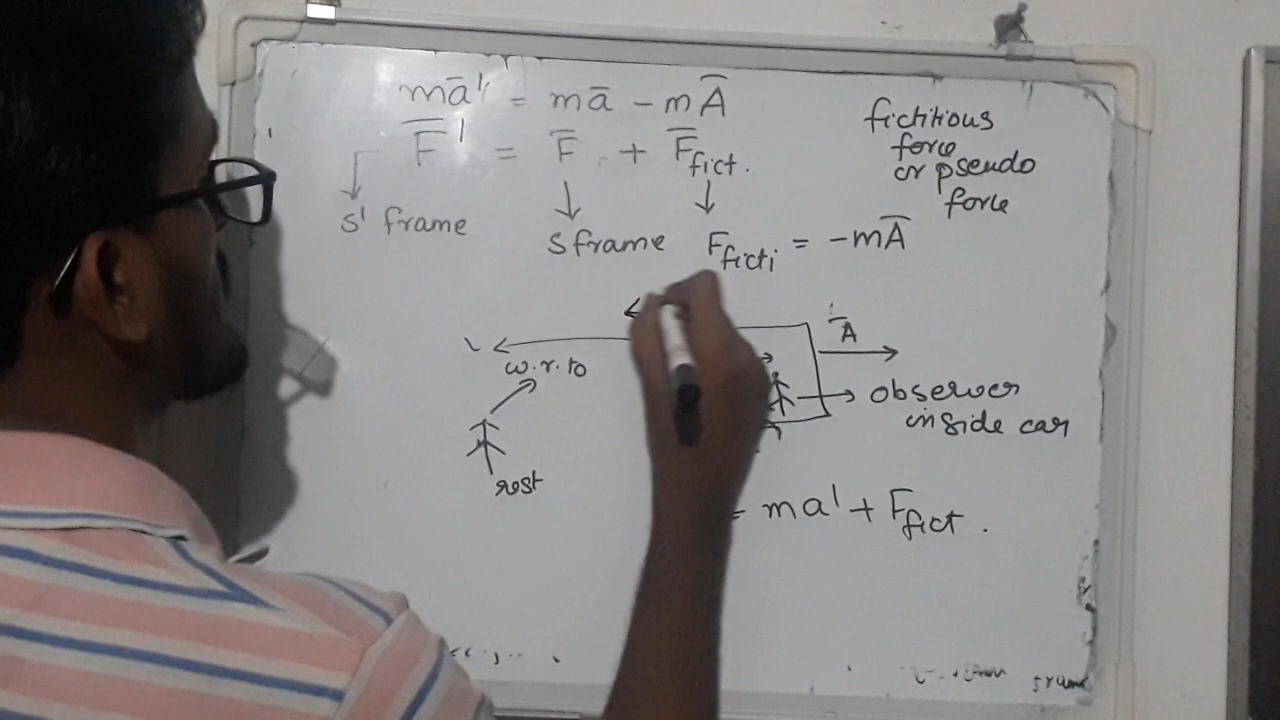 mā' = mā - mĀ
F̄' = F̄ + F̄fict.
fictitious
force
or pseudo
force
s' frame
s frame
Fficti = -mĀ
Ā
w.r.to
observer
inside car
rest
= ma' + Ffict.